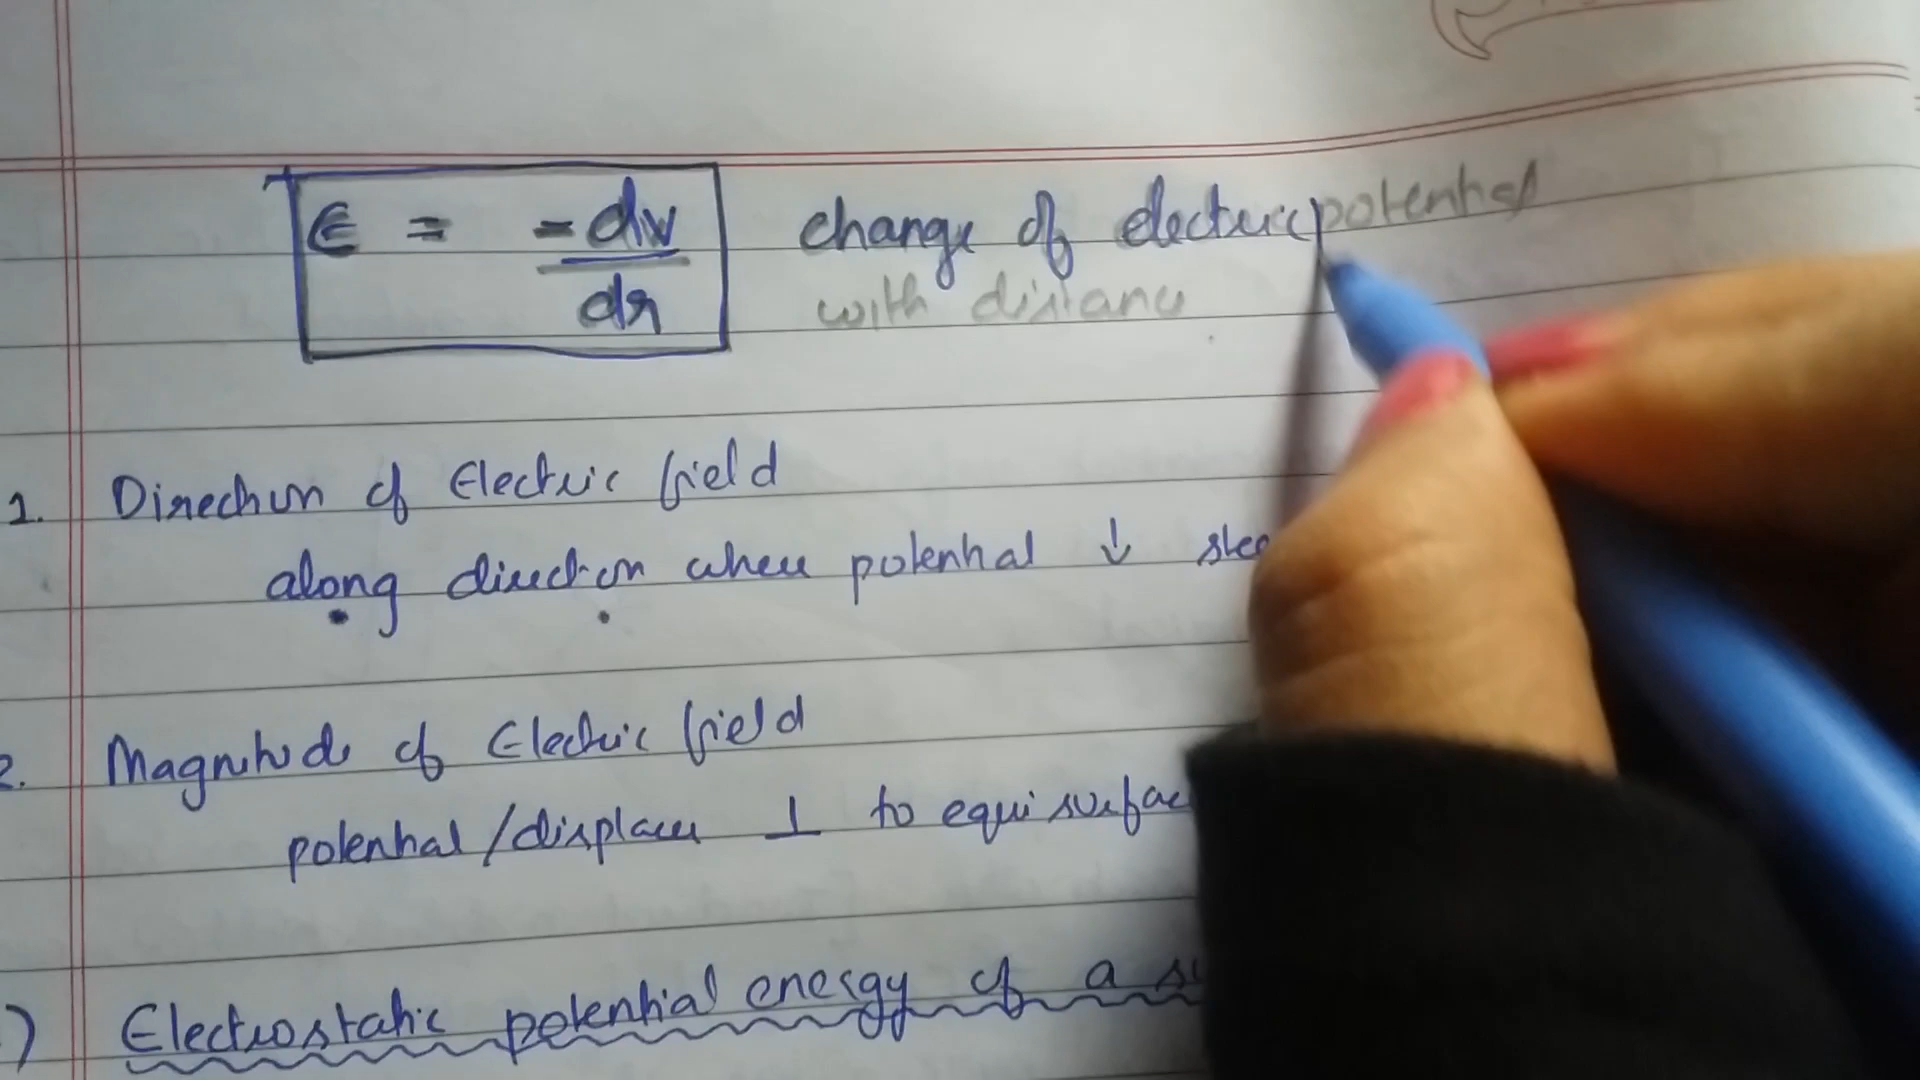 E = -dv/dr change of electric potential
with distance
1. Direction of Electric field
along direction where potential ↓
2. Magnitude of Electric field
potential/displace ⊥ to equi surfac
) Electrostatic potential energy of a